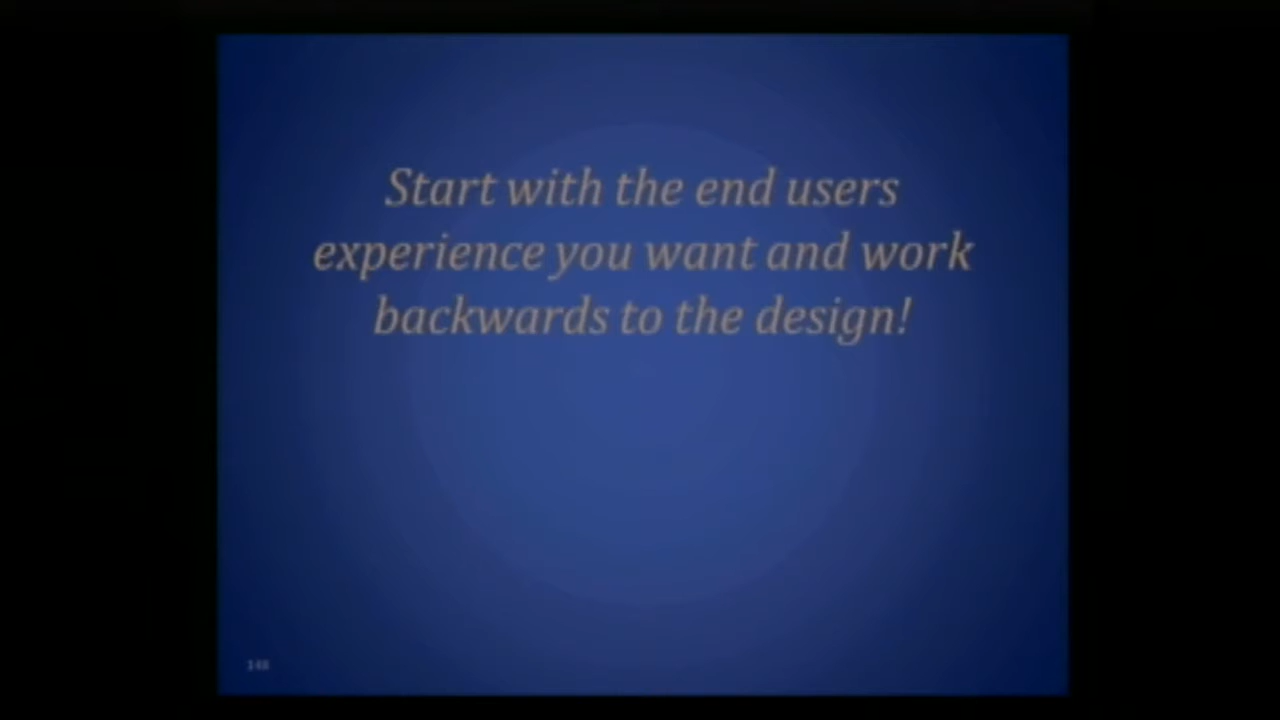 Start with the end users
experience you want and work
backwards to the design!